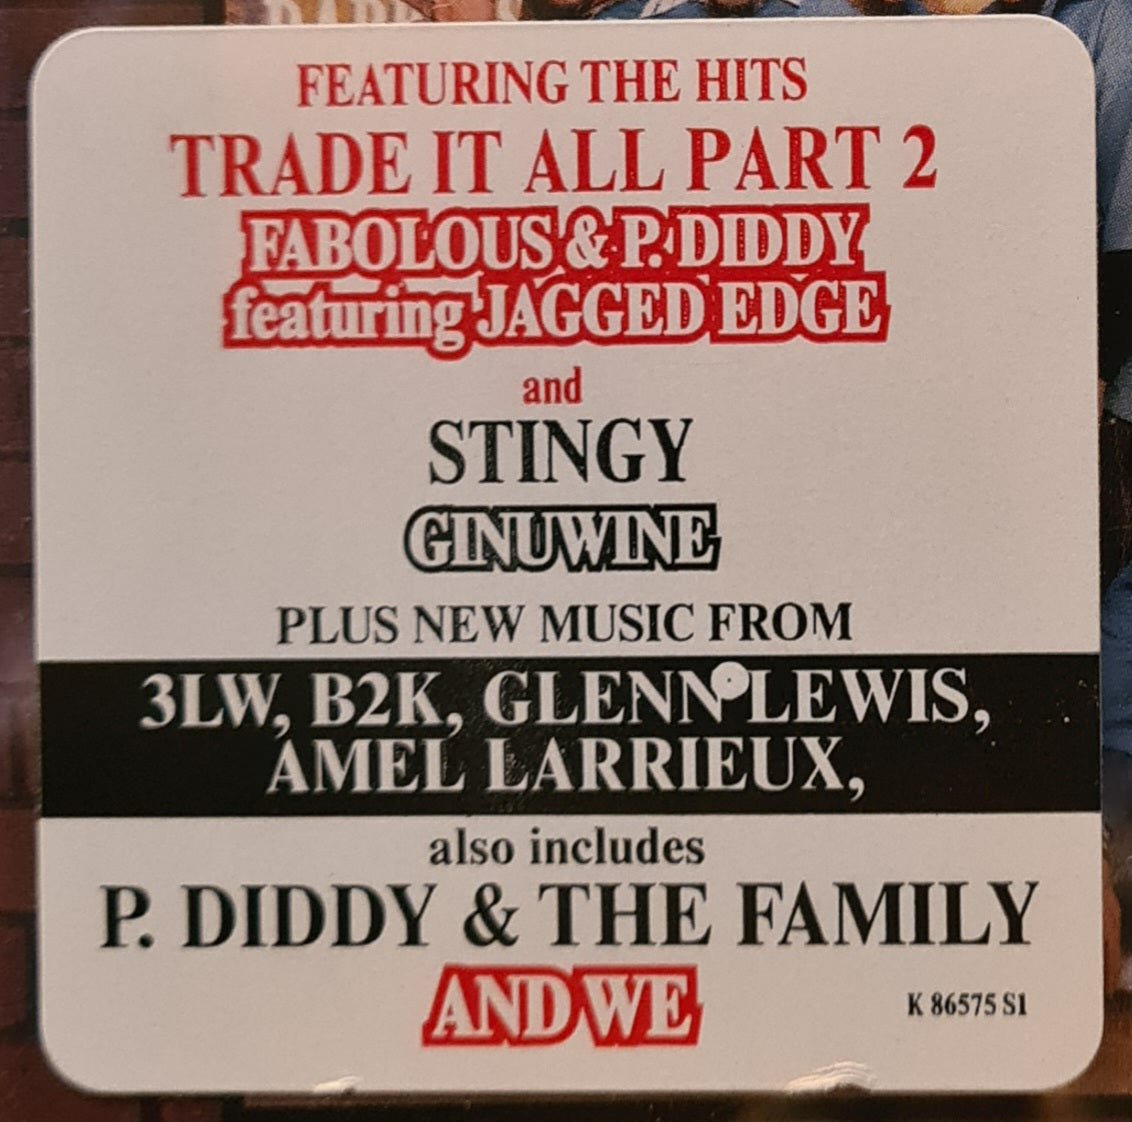 FEATURING THE HITS
TRADE IT ALL PART 2
FABOLOUS & P. DIDDY
featuring JAGGED EDGE
and
STINGY
GINUWINE
PLUS NEW MUSIC FROM
3LW, B2K, GLENN LEWIS,
AMEL LARRIEUX,
also includes
P. DIDDY & THE FAMILY
AND WE
K 86575 S1